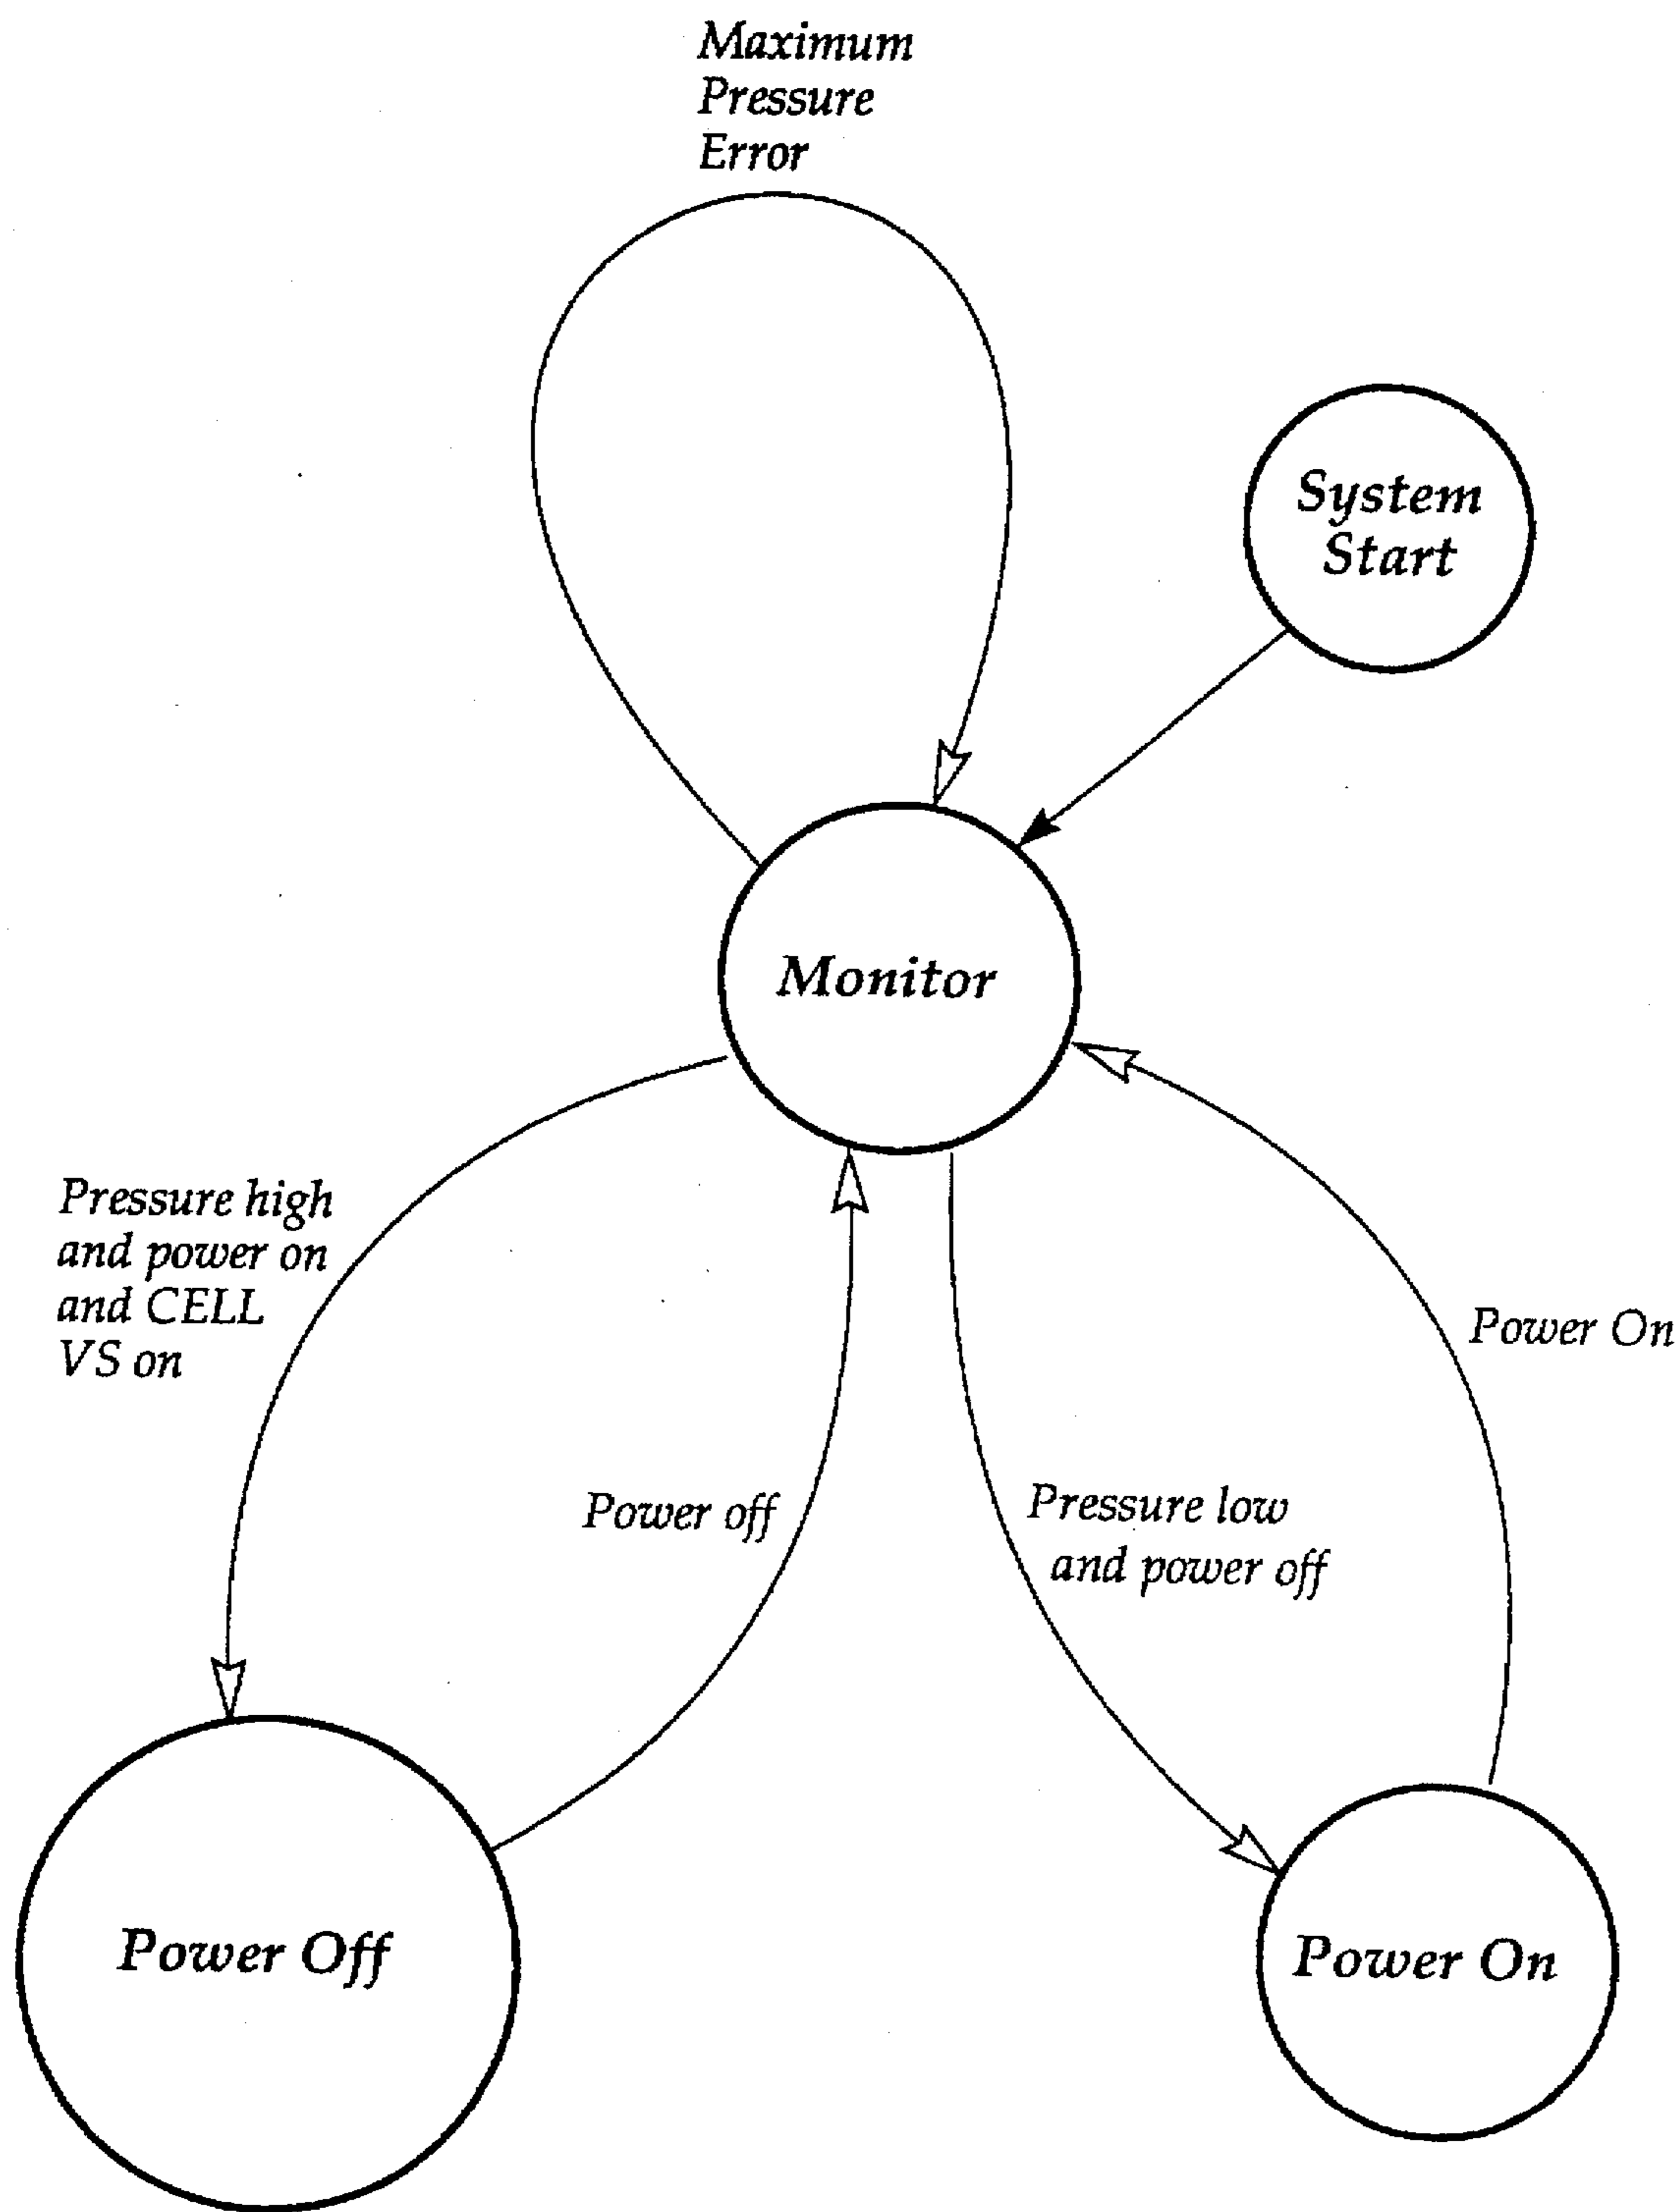 Maximum
Pressure
Error
System
Start
Monitor
Pressure high
and power on
and CELL
VS on
Power On
Power off
Pressure low
and power off
Power Off
Power On